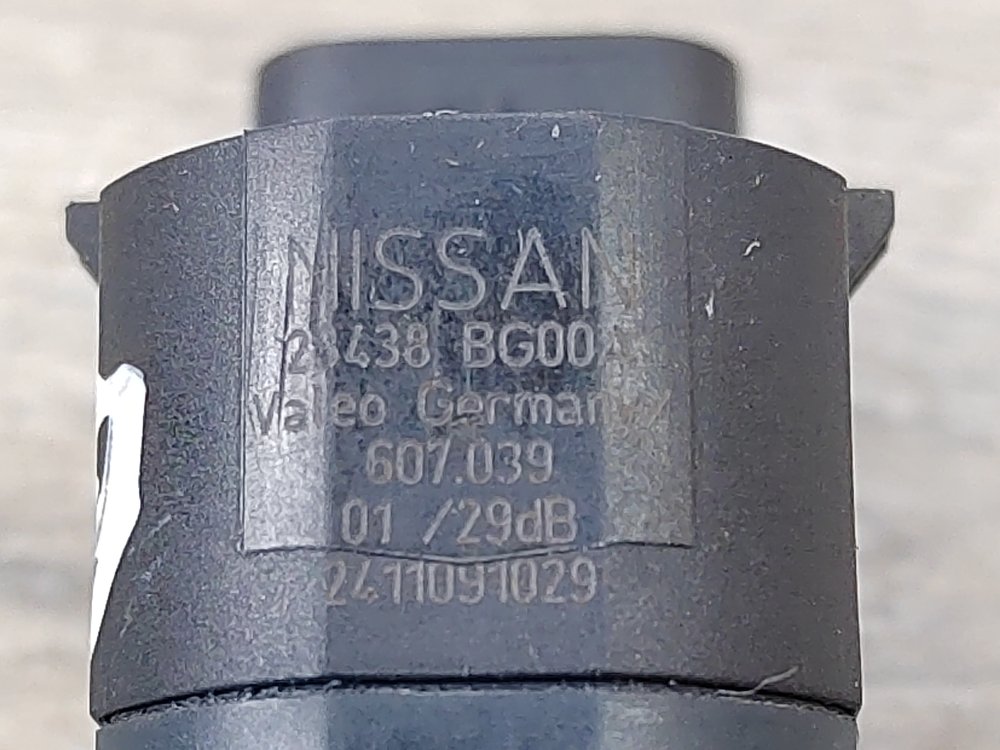 NISSAN
28438 BG00A
Valeo Germany
607.039
01 /29dB
2411091029